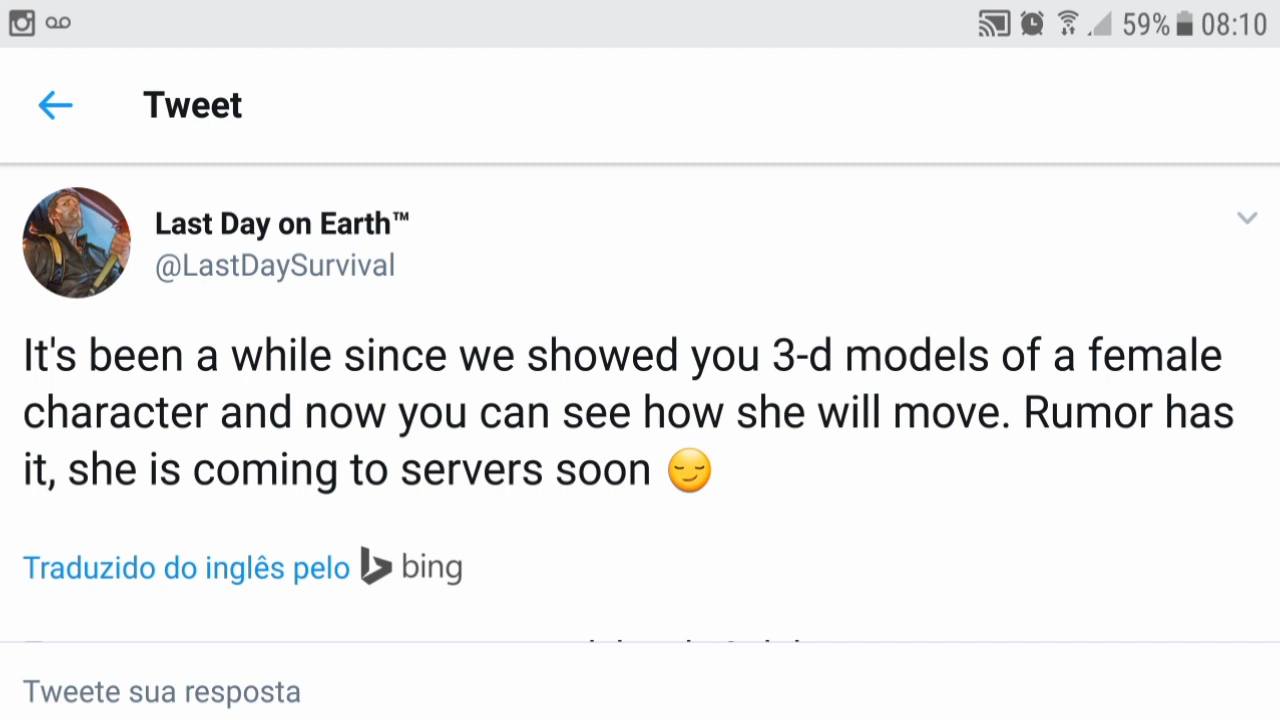 59% 08:10
Tweet
Last Day on Earth™
@LastDaySurvival
It's been a while since we showed you 3-d models of a female
character and now you can see how she will move. Rumor has
it, she is coming to servers soon 😏
Traduzido do inglês pelo bing
Tweete sua resposta